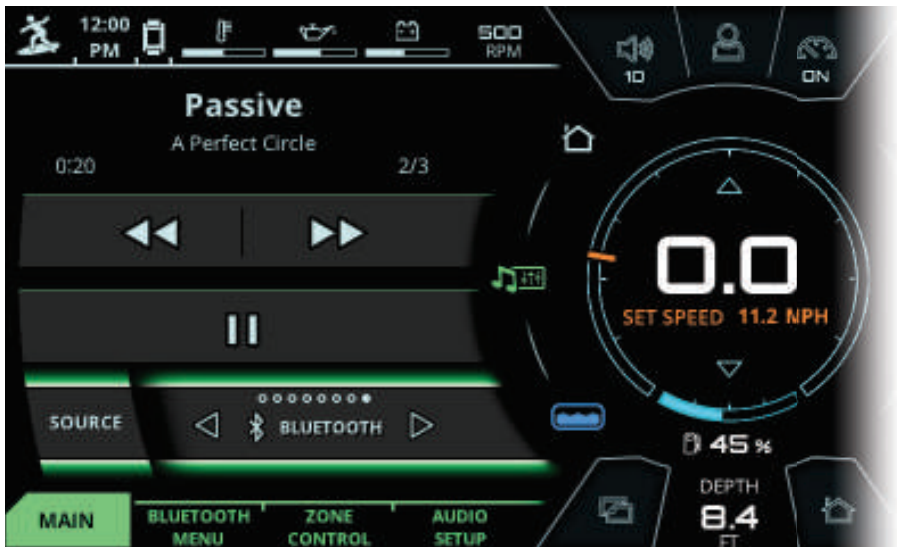 12:00
PM
500
RPM
10
ON
Passive
A Perfect Circle
0:20
2/3
0.0
SET SPEED 11.2 MPH
SOURCE
BLUETOOTH
45 %
DEPTH
8.4
FT
MAIN
BLUETOOTH
MENU
ZONE
CONTROL
AUDIO
SETUP